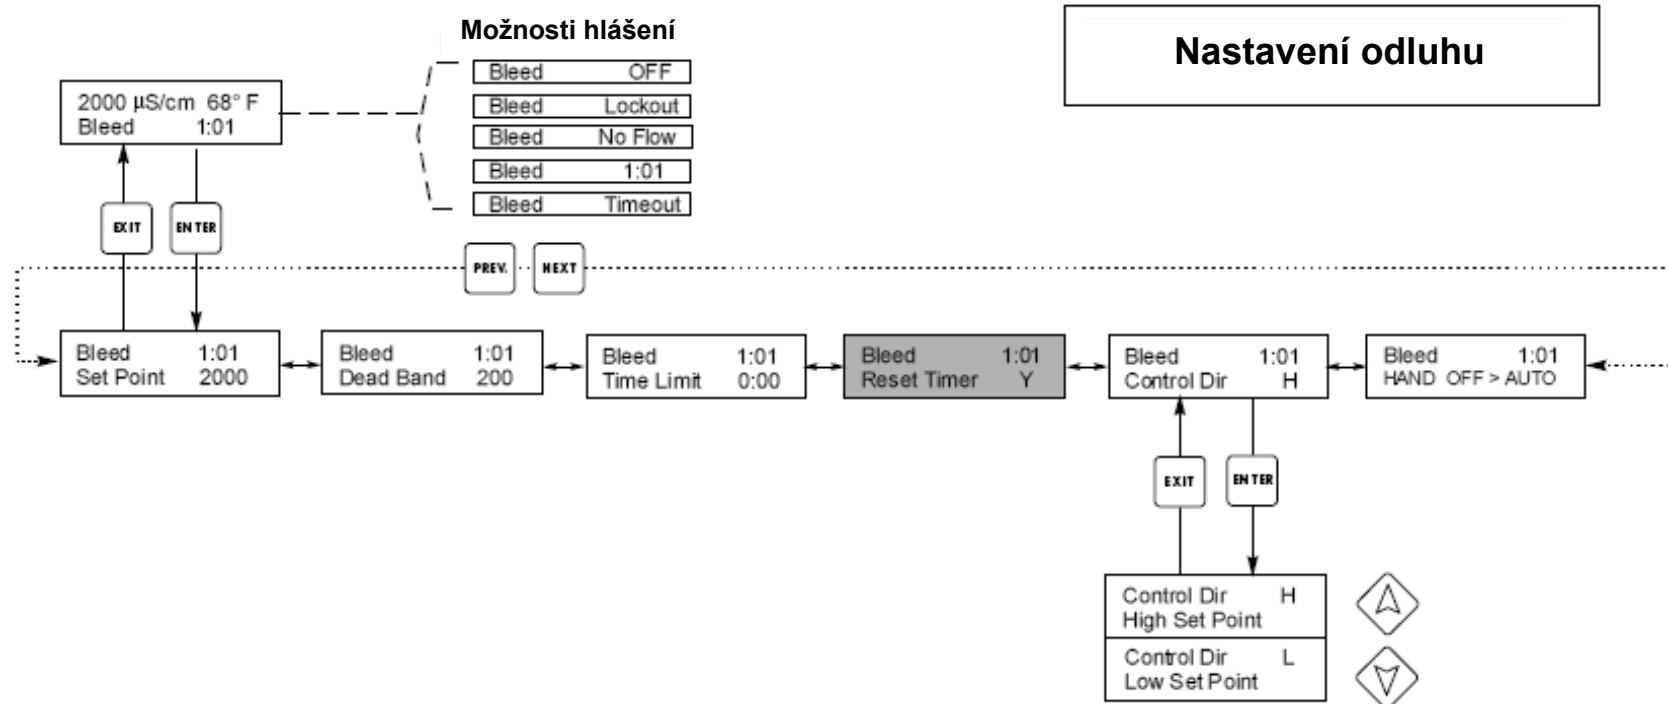 Možnosti hlášení
Nastavení odluhu
2000 µS/cm 68° F
Bleed 1:01
Bleed OFF
Bleed Lockout
Bleed No Flow
Bleed 1:01
Bleed Timeout
EXIT
ENTER
PREV.
NEXT
Bleed 1:01
Set Point 2000
Bleed 1:01
Dead Band 200
Bleed 1:01
Time Limit 0:00
Bleed 1:01
Reset Timer Y
Bleed 1:01
Control Dir H
Bleed 1:01
HAND OFF > AUTO
EXIT
ENTER
Control Dir H
High Set Point
Control Dir L
Low Set Point